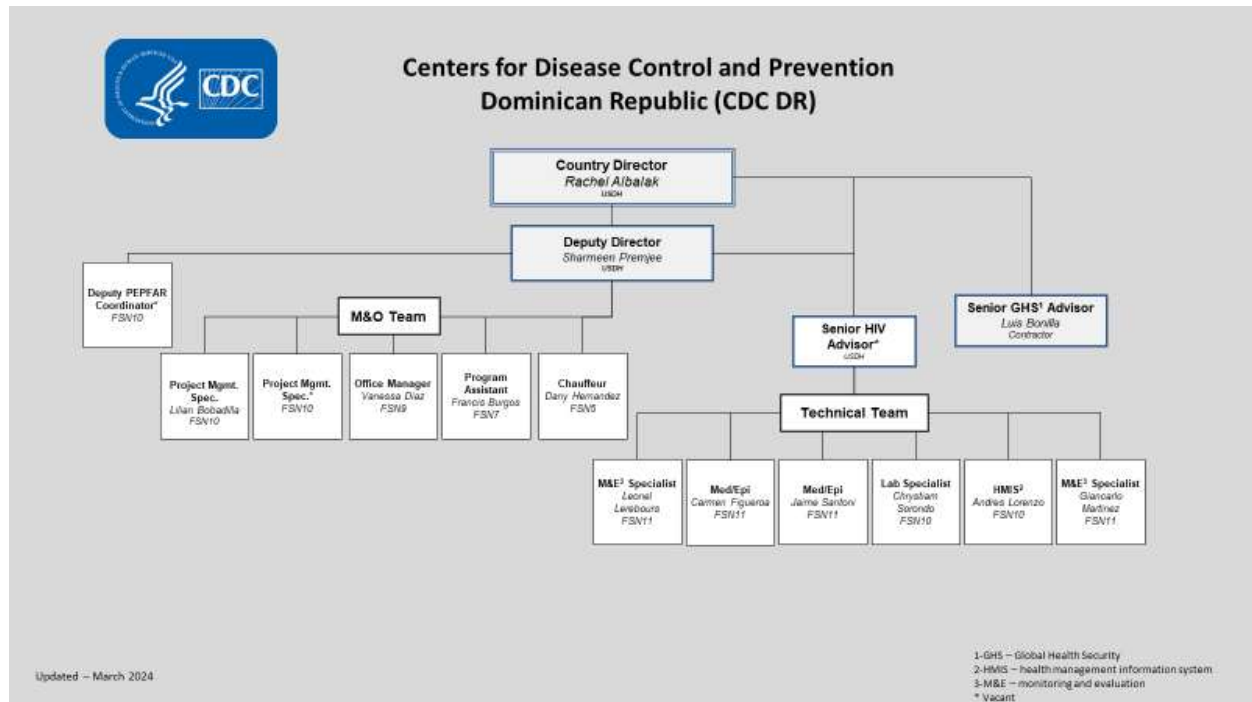 CDC
Centers for Disease Control and Prevention
Dominican Republic (CDC DR)
Country Director
Rachel Albalak
USDH
Deputy Director
Sharmeen Premjee
USDH
Deputy PEPFAR
Coordinator*
FSN10
M&O Team
Senior HIV
Advisor*
USDH
Senior GHS¹ Advisor
Luis Bonilla
Contractor
Project Mgmt.
Spec.
Lilian Bobadilla
FSN10
Project Mgmt.
Spec.*
FSN10
Office Manager
Vanessa Diaz
FSN9
Program
Assistant
Francis Burgos
FSN7
Chauffeur
Dany Hernandez
FSN5
Technical Team
M&E³ Specialist
Leonel
Lerebours
FSN11
Med/Epi
Carmen Figueroa
FSN11
Med/Epi
Jaime Santoni
FSN11
Lab Specialist
Chrystiam
Sorondo
FSN10
HMIS²
Andres Lorenzo
FSN10
M&E³ Specialist
Giancarlo
Martinez
FSN11
Updated – March 2024
1-GHS – Global Health Security
2-HMIS – health management information system
3-M&E – monitoring and evaluation
* Vacant